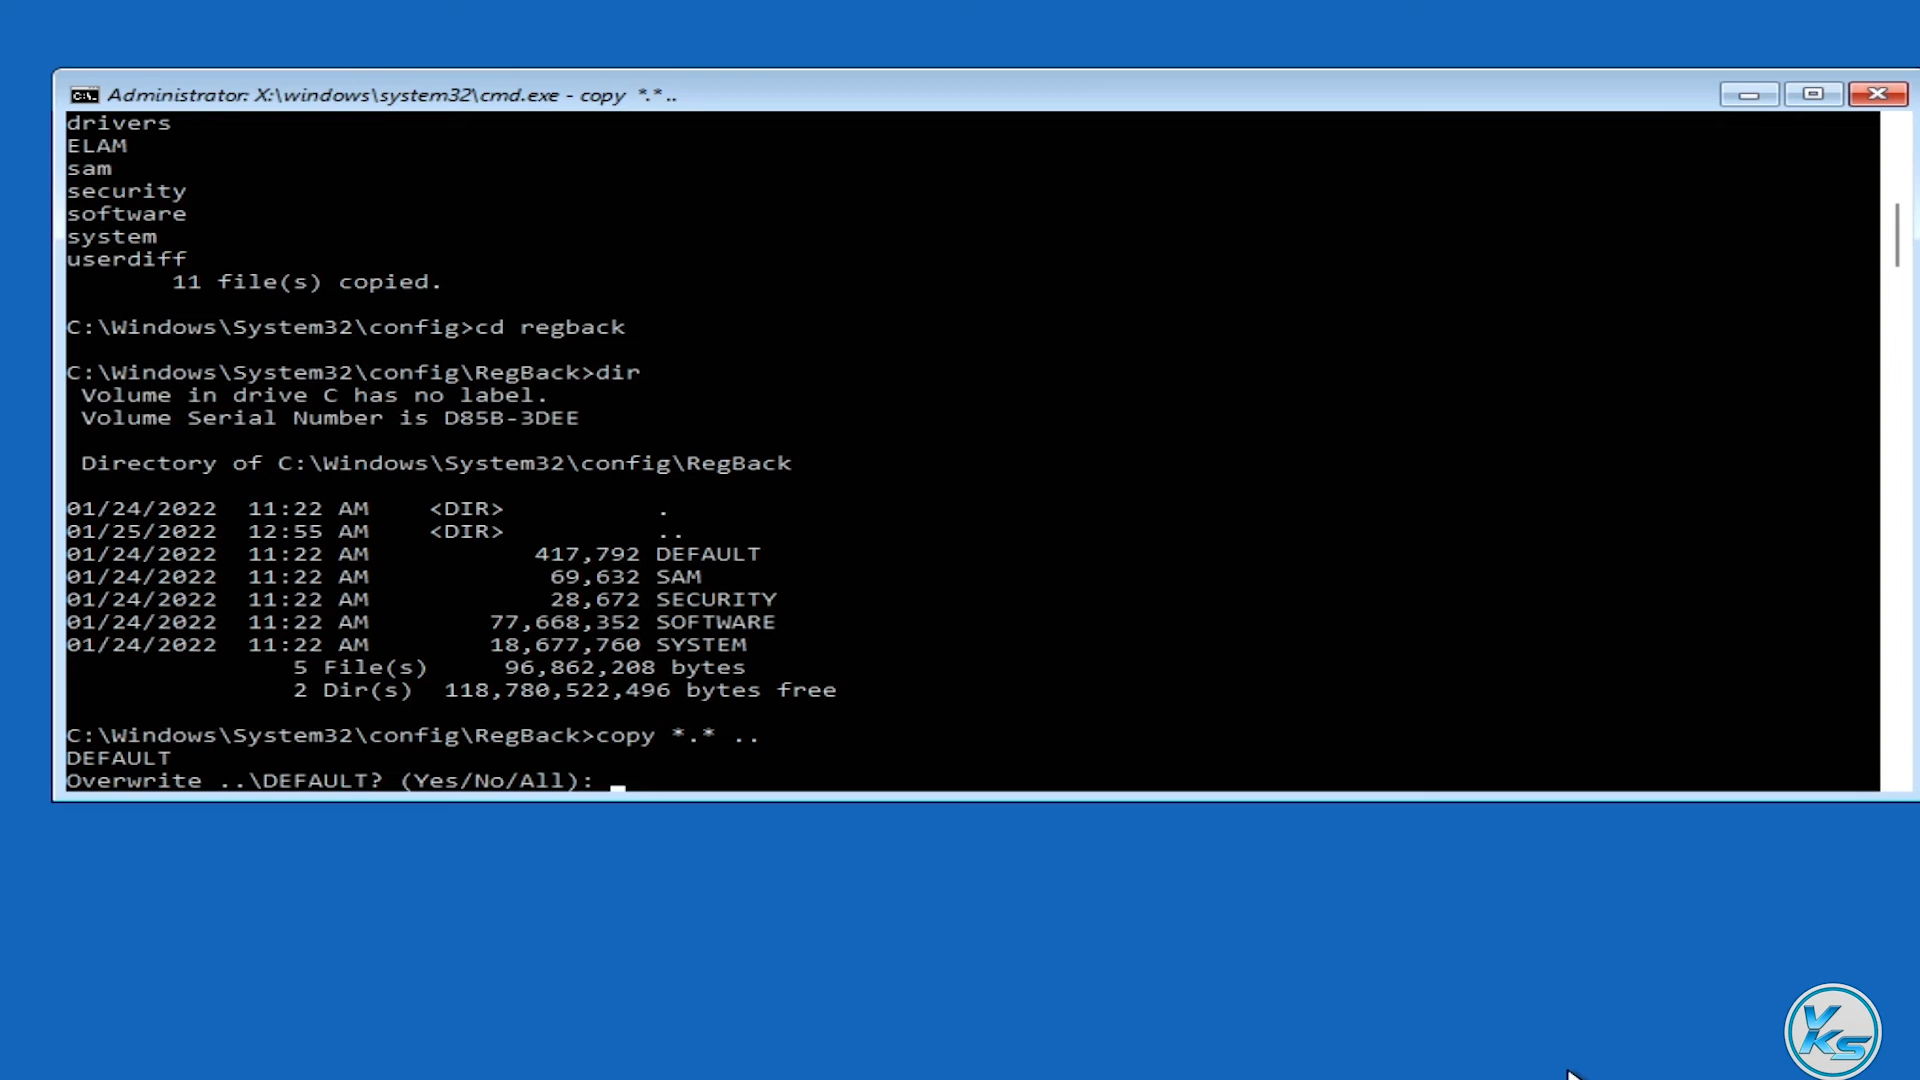 Administrator: X:\windows\system32\cmd.exe - copy *.* ..
drivers
ELAM
sam
security
software
system
userdiff
11 file(s) copied.
C:\Windows\System32\config>cd regback
C:\Windows\System32\config\RegBack>dir
Volume in drive C has no label.
Volume Serial Number is D85B-3DEE
Directory of C:\Windows\System32\config\RegBack
01/24/2022 11:22 AM <DIR> .
01/25/2022 12:55 AM <DIR> ..
01/24/2022 11:22 AM 417,792 DEFAULT
01/24/2022 11:22 AM 69,632 SAM
01/24/2022 11:22 AM 28,672 SECURITY
01/24/2022 11:22 AM 77,668,352 SOFTWARE
01/24/2022 11:22 AM 18,677,760 SYSTEM
5 File(s) 96,862,208 bytes
2 Dir(s) 118,780,522,496 bytes free
C:\Windows\System32\config\RegBack>copy *.* ..
DEFAULT
Overwrite ..\DEFAULT? (Yes/No/All):
VKS